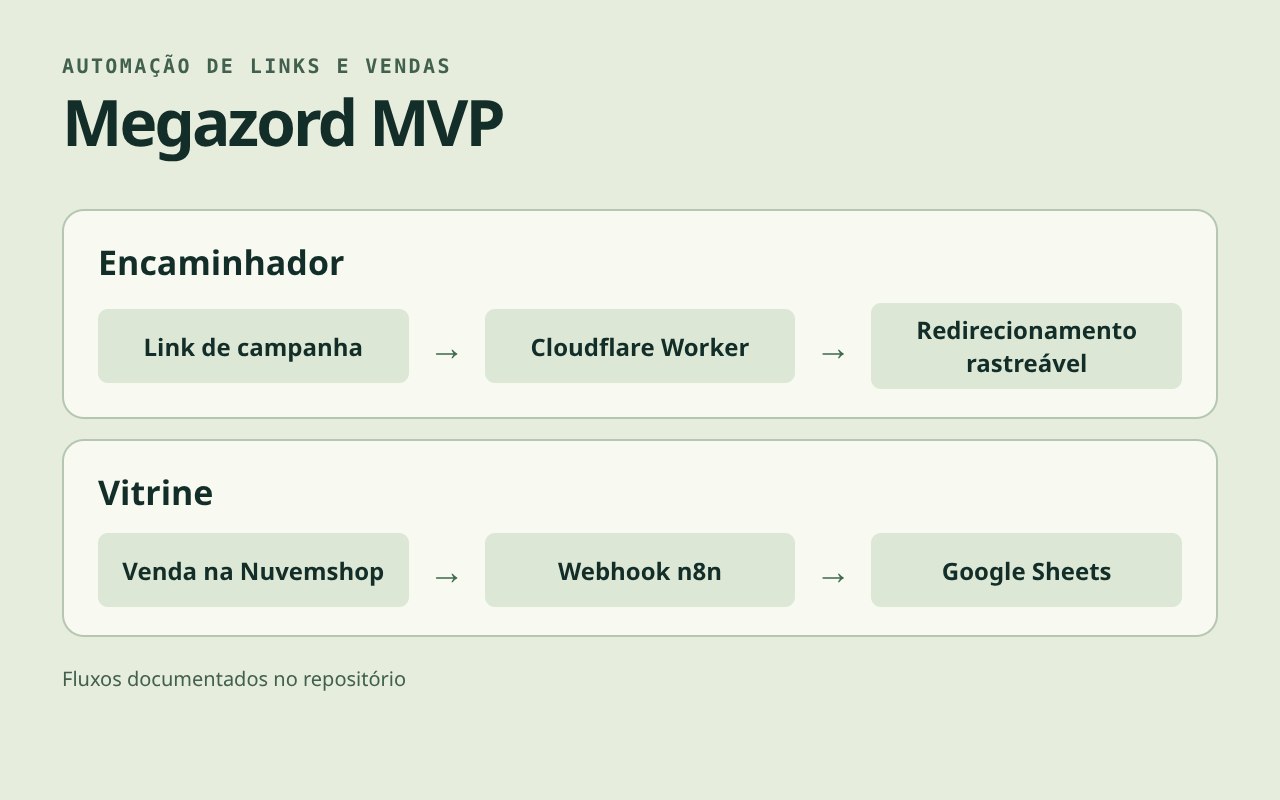 AUTOMAÇÃO DE LINKS E VENDAS
Megazord MVP
Encaminhador
Link de campanha
→
Cloudflare Worker
→
Redirecionamento
rastreável
Vitrine
Venda na Nuvemshop
→
Webhook n8n
→
Google Sheets
Fluxos documentados no repositório